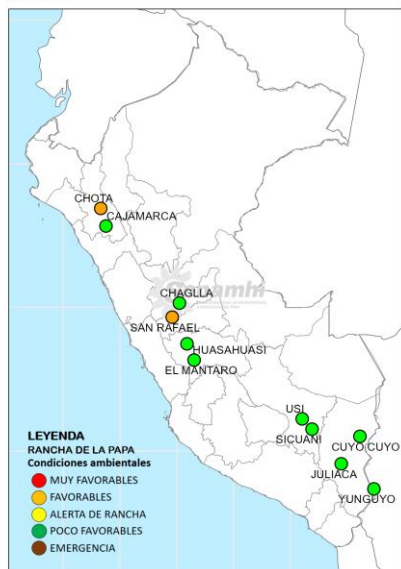 CHOTA
CAJAMARCA
Senamhi
CHAGLLA
SAN RAFAEL
HUASAHUASI
EL MANTARO
USI
SICUANI
CUYO CUYO
JULIACA
YUNGUYO
LEYENDA
RANCHA DE LA PAPA
Condiciones ambientales
MUY FAVORABLES
FAVORABLES
ALERTA DE RANCHA
POCO FAVORABLES
EMERGENCIA